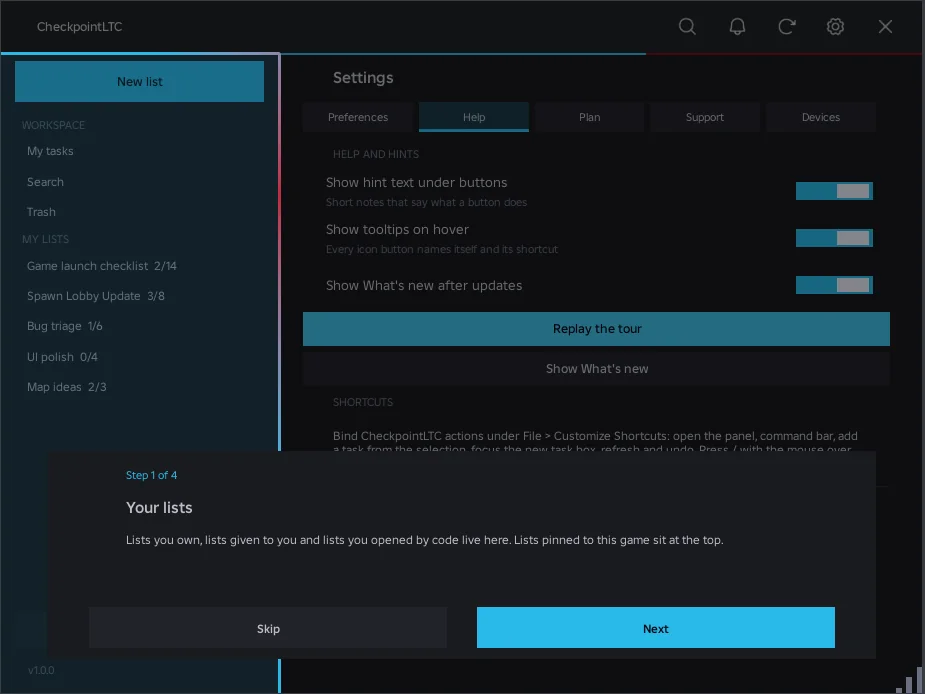 CheckpointLTC
New list
WORKSPACE
My tasks
Search
Trash
MY LISTS
Game launch checklist 2/14
Spawn Lobby Update 3/8
Bug triage 1/6
UI polish 0/4
Map ideas 2/3
v1.0.0
Settings
Preferences
Help
Plan
Support
Devices
HELP AND HINTS
Show hint text under buttons
Short notes that say what a button does
Show tooltips on hover
Every icon button names itself and its shortcut
Show What's new after updates
Replay the tour
Show What's new
SHORTCUTS
Bind CheckpointLTC actions under File > Customize Shortcuts: open the panel, command bar, add
a task from the selection, focus the new task box, refresh and undo. Press / with the mouse over
Step 1 of 4
Your lists
Lists you own, lists given to you and lists you opened by code live here. Lists pinned to this game sit at the top.
Skip
Next